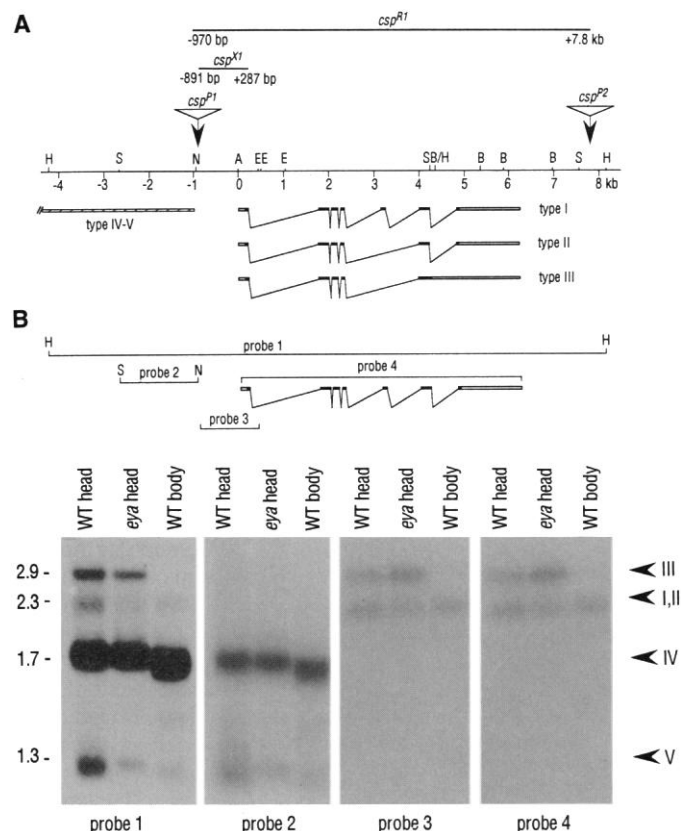 A
csp^R1
-970 bp +7.8 kb
csp^X1
-891 bp +287 bp
csp^P1 csp^P2
H S N A EE E SB/H B B B S H
-4 -3 -2 -1 0 1 2 3 4 5 6 7 8 kb
type IV-V
type I
type II
type III
B
H probe 1 H
S probe 2 N probe 4
probe 3
WT head eya head WT body WT head eya head WT body WT head eya head WT body WT head eya head WT body
2.9 - III
2.3 - I,II
1.7 - IV
1.3 - V
probe 1 probe 2 probe 3 probe 4